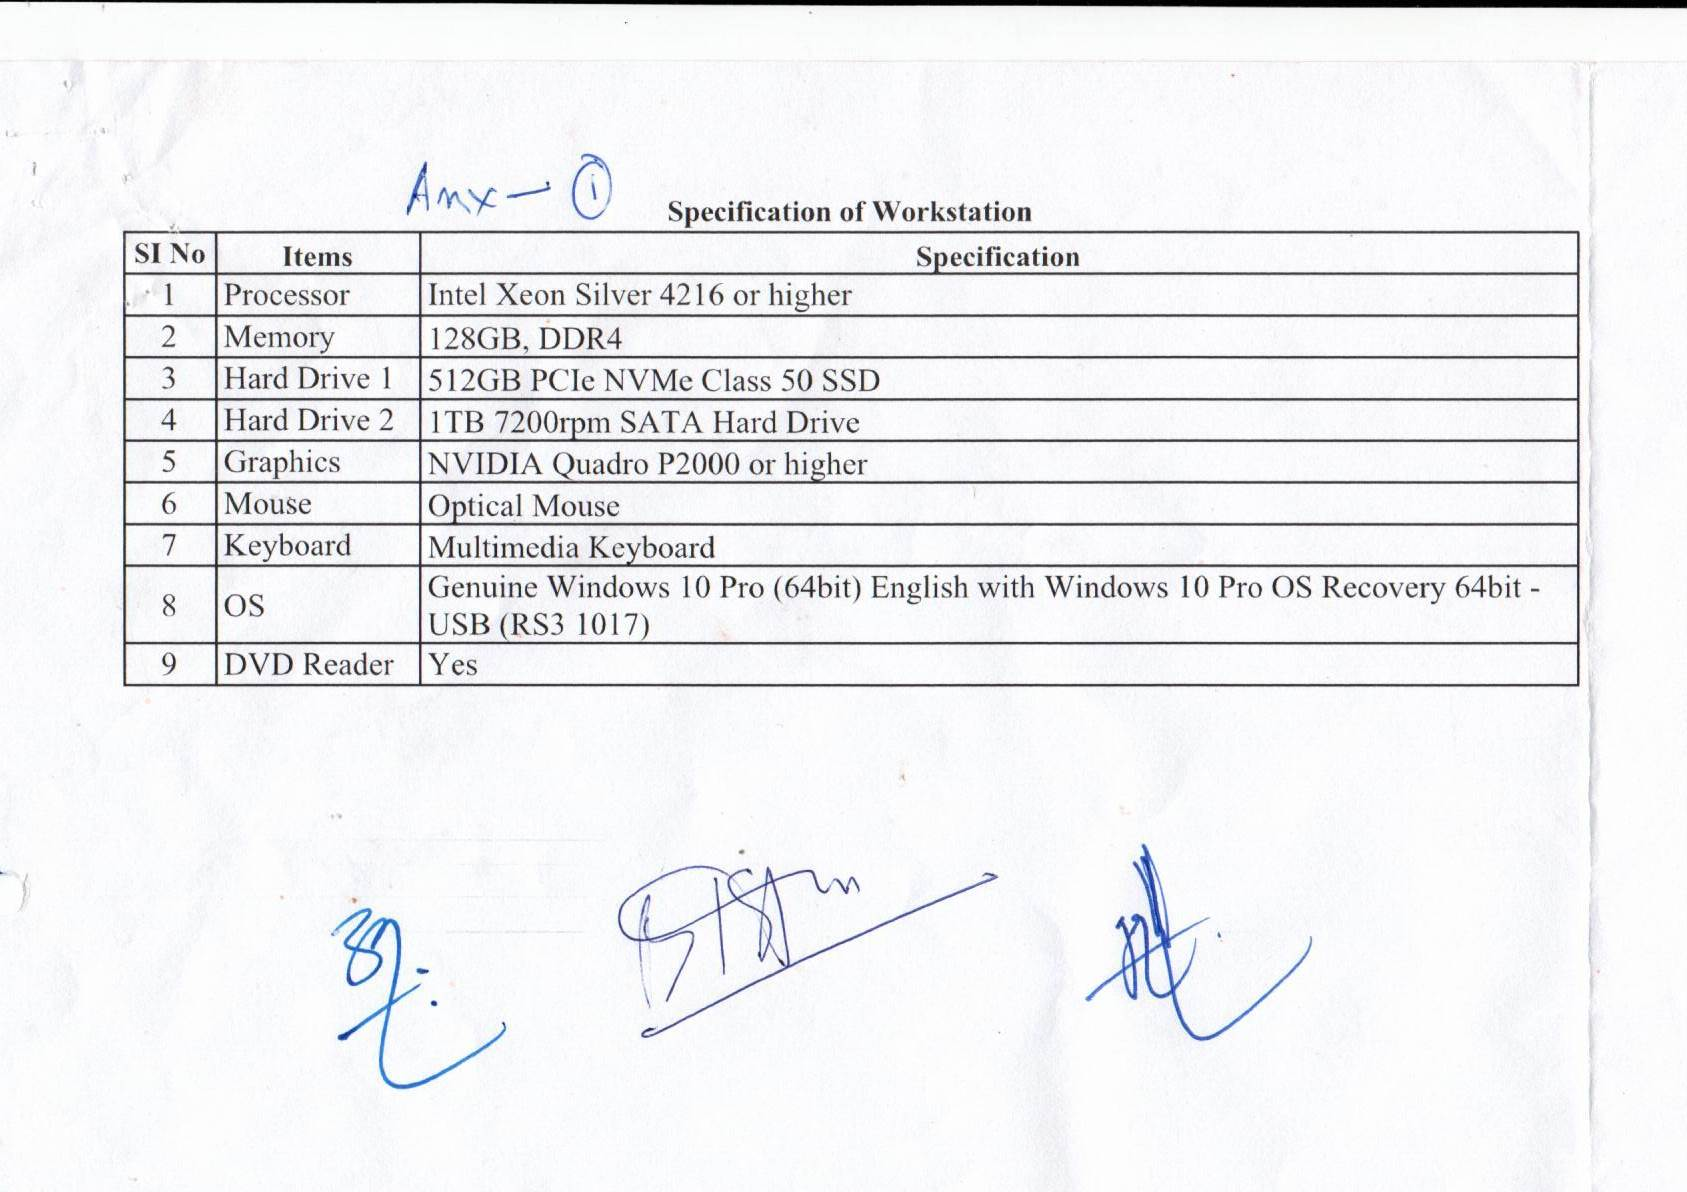 Anx - 1
Specification of Workstation
SI No Items Specification
1 Processor Intel Xeon Silver 4216 or higher
2 Memory 128GB, DDR4
3 Hard Drive 1 512GB PCIe NVMe Class 50 SSD
4 Hard Drive 2 1TB 7200rpm SATA Hard Drive
5 Graphics NVIDIA Quadro P2000 or higher
6 Mouse Optical Mouse
7 Keyboard Multimedia Keyboard
8 OS Genuine Windows 10 Pro (64bit) English with Windows 10 Pro OS Recovery 64bit -
USB (RS3 1017)
9 DVD Reader Yes